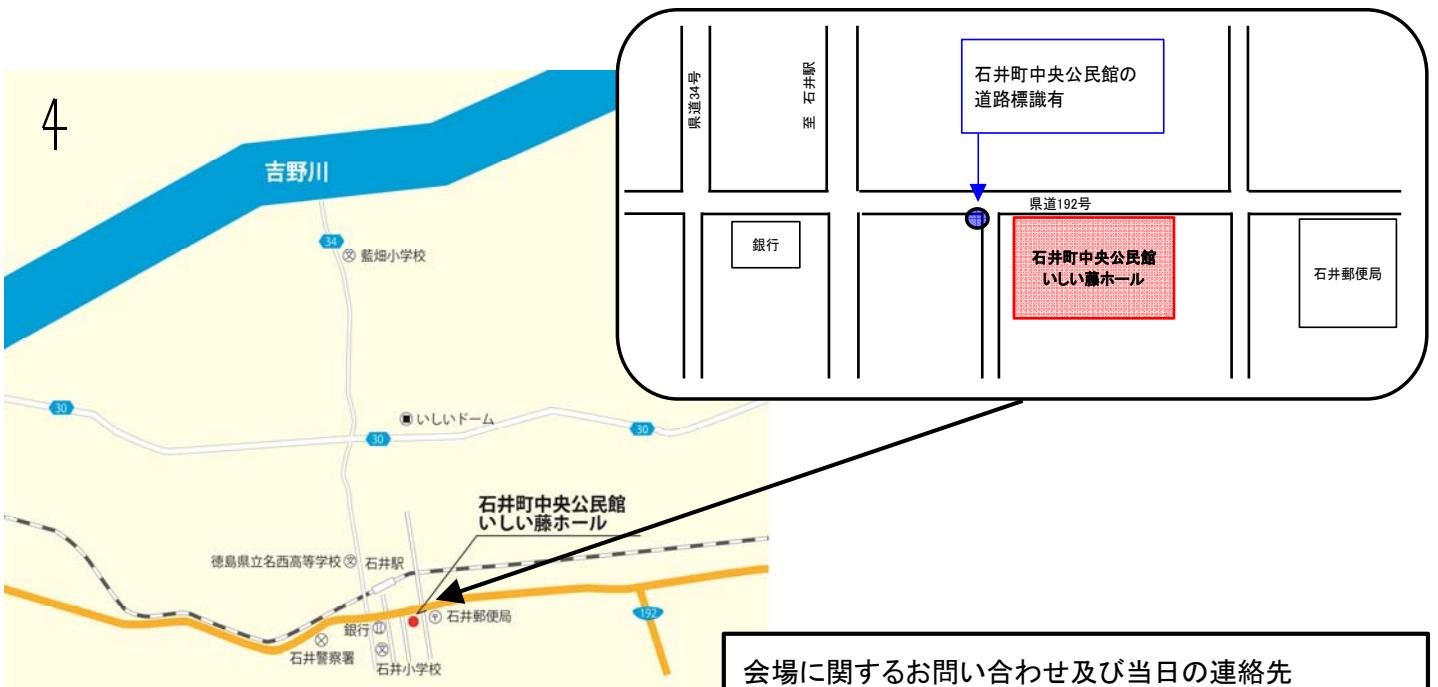 4
吉野川
34
藍畑小学校
30
いしいドーム
30
30
石井町中央公民館
いしい藤ホール
徳島県立名西高等学校
石井駅
192
石井郵便局
銀行
石井警察署
石井小学校
県道34号
至 石井駅
石井町中央公民館の
道路標識有
県道192号
銀行
石井町中央公民館
いしい藤ホール
石井郵便局
会場に関するお問い合わせ及び当日の連絡先